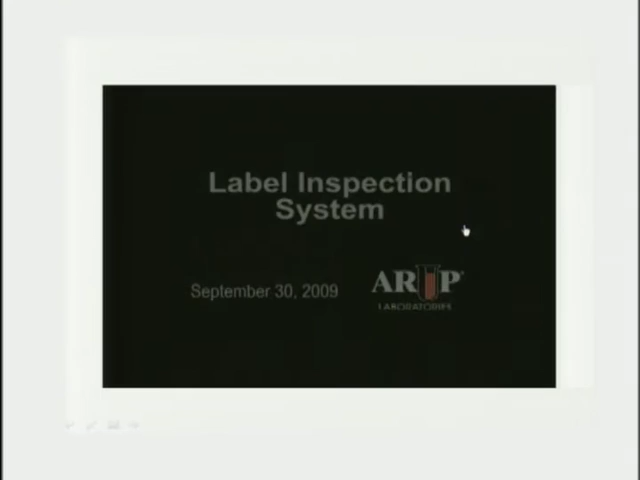 Label Inspection
System
September 30, 2009
ARUP®
LABORATORIES